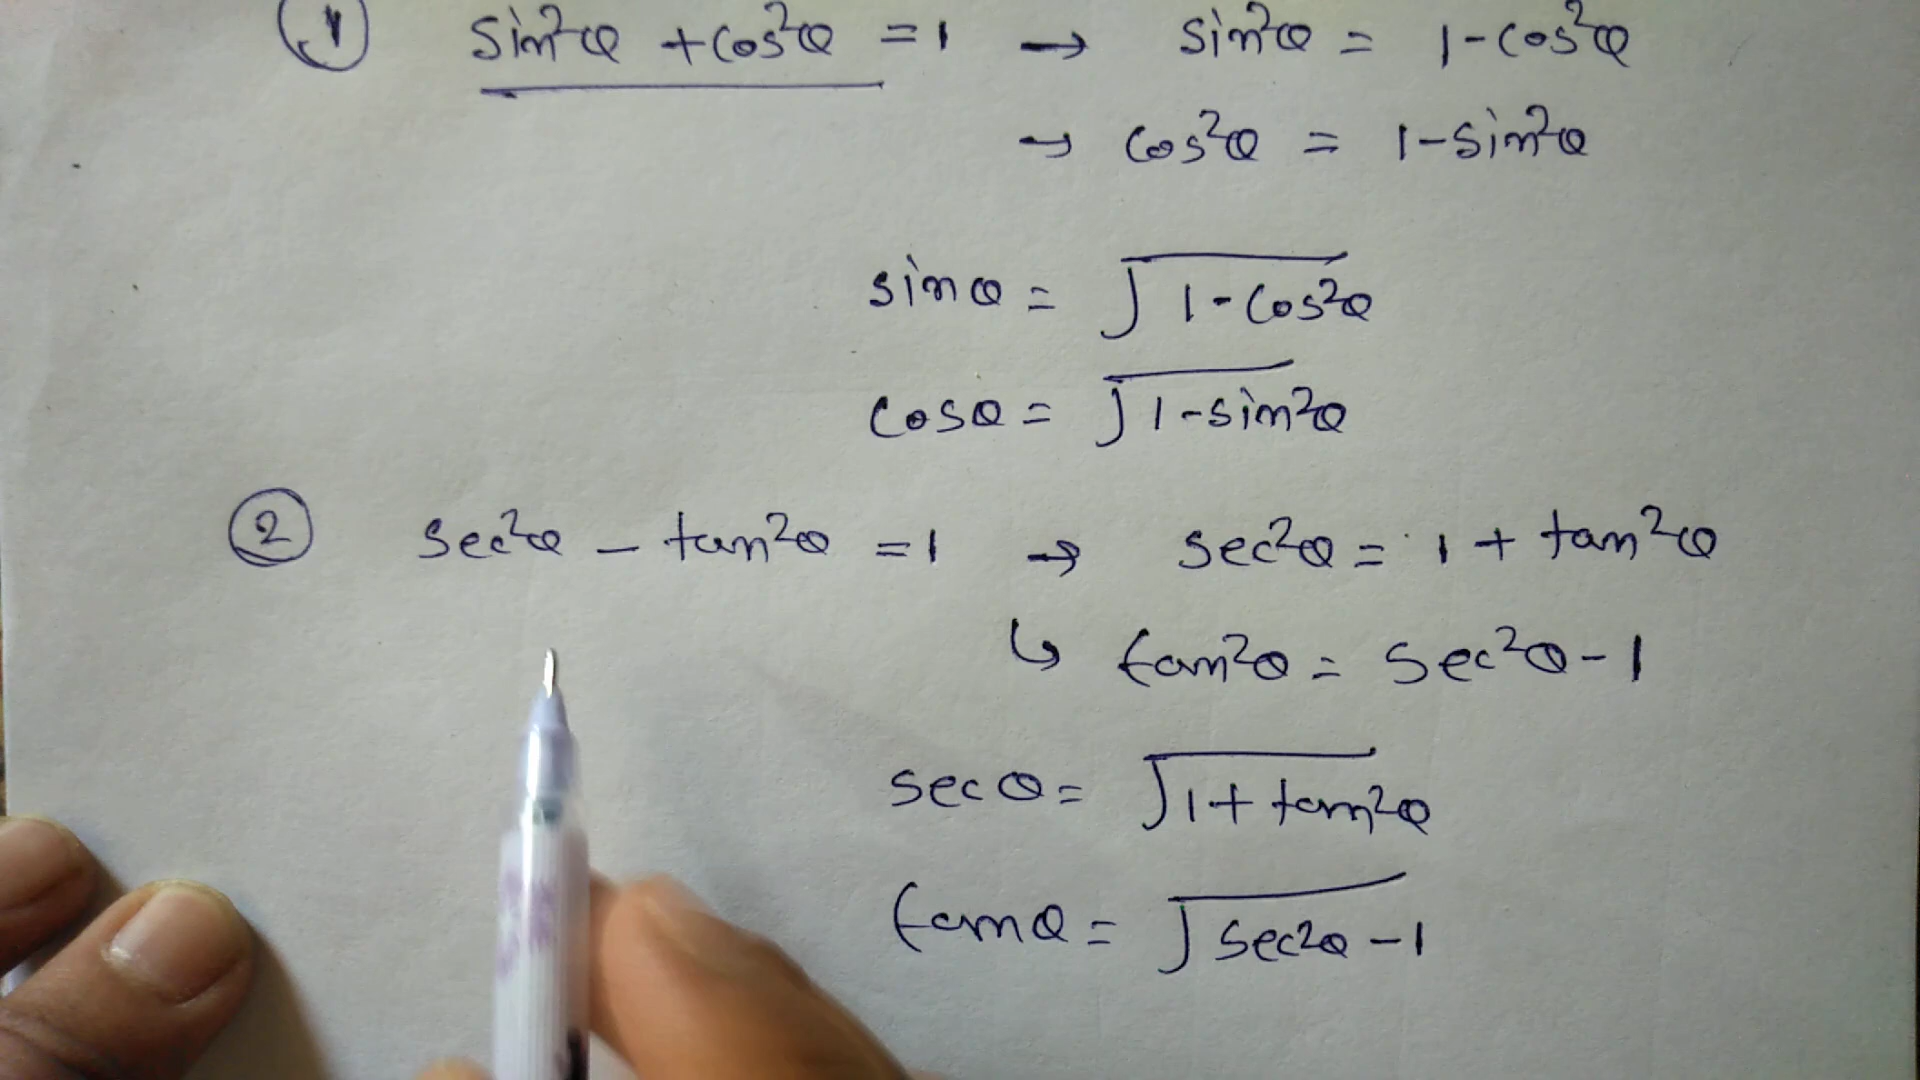 ① sin²θ + cos²θ = 1 → sin²θ = 1 - cos²θ
→ cos²θ = 1 - sin²θ
sinθ = √1 - cos²θ
cosθ = √1 - sin²θ
② sec²θ - tan²θ = 1 → sec²θ = 1 + tan²θ
↳ tan²θ = sec²θ - 1
secθ = √1 + tan²θ
tanθ = √sec²θ - 1